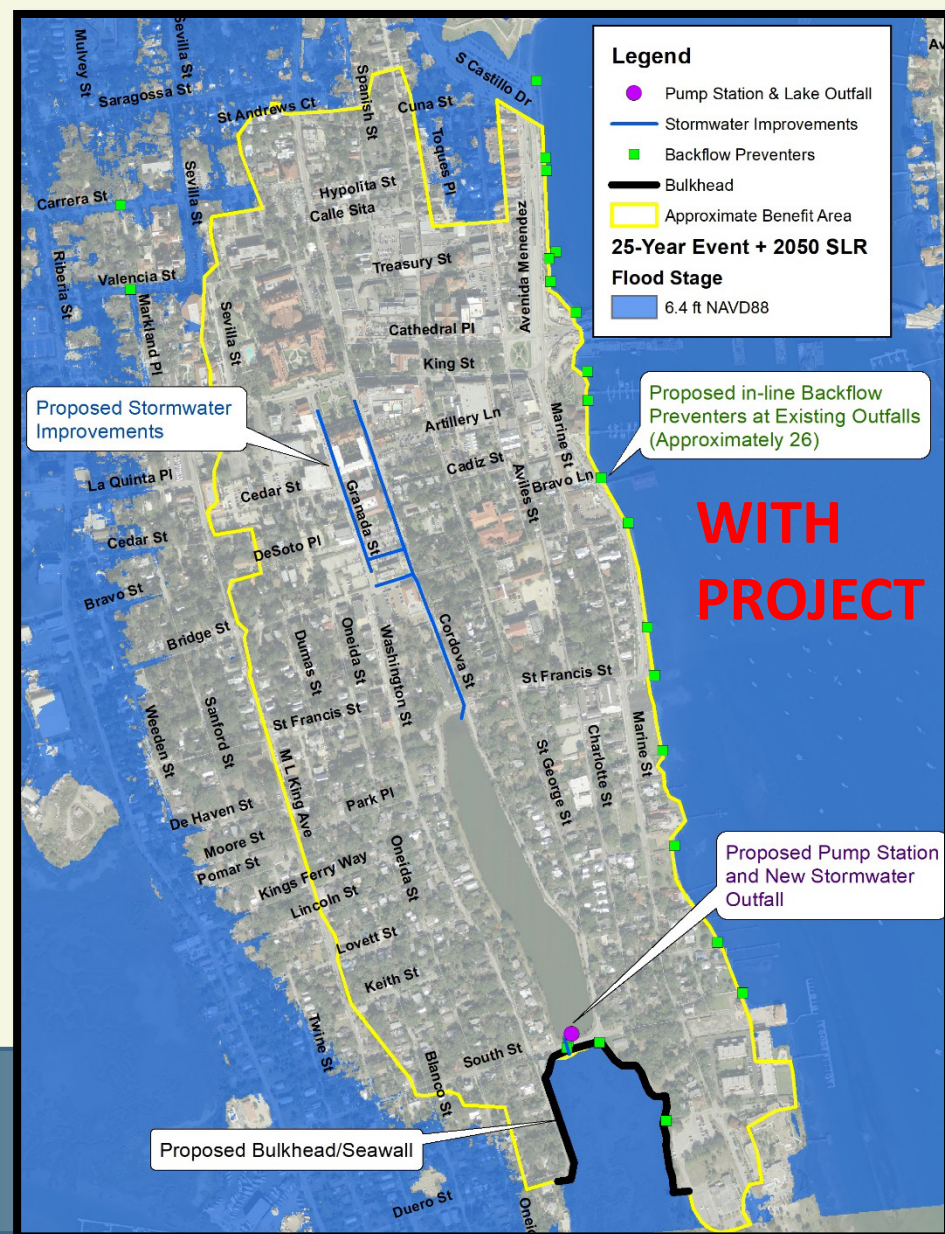 Legend
Pump Station & Lake Outfall
Stormwater Improvements
Backflow Preventers
Bulkhead
Approximate Benefit Area
25-Year Event + 2050 SLR
Flood Stage
6.4 ft NAVD88
Mulvey St
Sevilla St
Saragossa St
St Andrews Ct
Spanish St
Cuna St
S Castillo Dr
Toques Pl
Sevilla St
Carrera St
Hypolita St
Calle Sita
Avenida Menendez
Riberia St
Valencia St
Treasury St
Markland Pl
Sevilla St
Cathedral Pl
King St
Proposed Stormwater
Improvements
Proposed in-line Backflow
Preventers at Existing Outfalls
(Approximately 26)
Artillery Ln
Marine St
La Quinta Pl
Cedar St
Granada St
Cadiz St
Aviles St
Bravo Ln
WITH
PROJECT
Cedar St
DeSoto Pl
Bravo St
Bridge St
Dumas St
Oneida St
Washington St
Cordova St
St Francis St
Weeden St
Sanford St
St Francis St
M L King Ave
St George St
Charlotte St
Marine St
De Haven St
Park Pl
Moore St
Pomar St
Kings Ferry Way
Oneida St
Lincoln St
Proposed Pump Station
and New Stormwater
Outfall
Lovett St
Keith St
Twine St
South St
Blanco St
Proposed Bulkhead/Seawall
Duero St